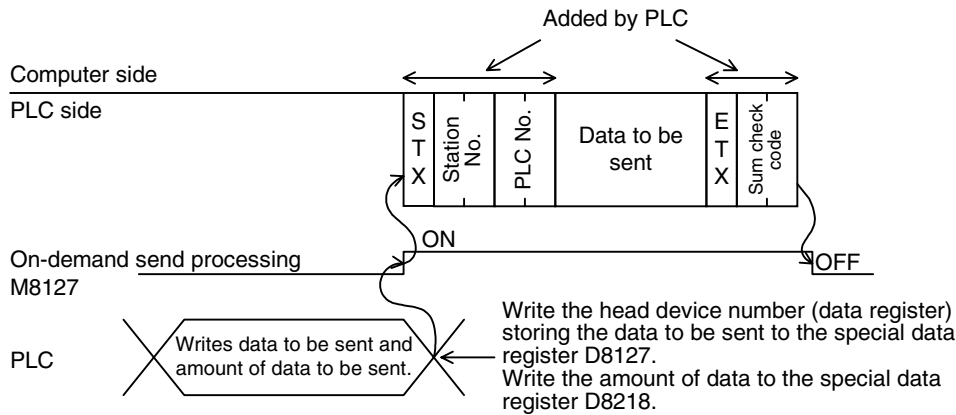 Added by PLC
Computer side
PLC side
STX
Station No.
PLC No.
Data to be
sent
ETX
Sum check
code
ON
On-demand send processing
M8127
OFF
PLC
Writes data to be sent and
amount of data to be sent.
Write the head device number (data register)
storing the data to be sent to the special data
register D8127.
Write the amount of data to the special data
register D8218.